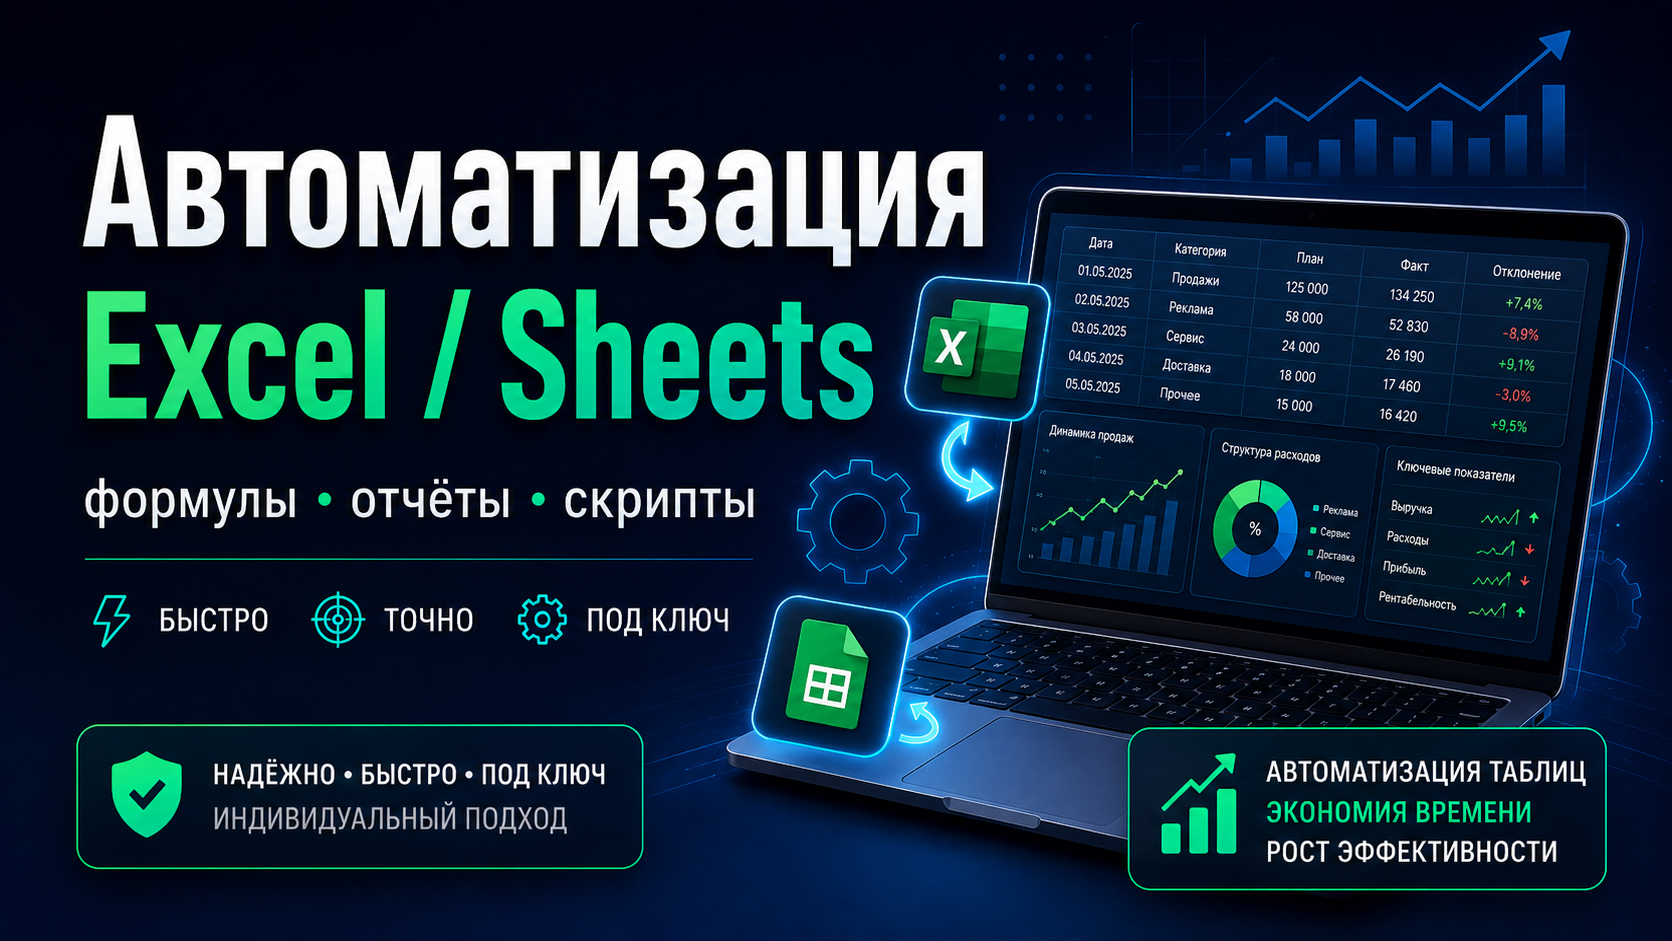 Автоматизация
Excel / Sheets
формулы • отчёты • скрипты
БЫСТРО ТОЧНО ПОД КЛЮЧ
НАДЁЖНО • БЫСТРО • ПОД КЛЮЧ
ИНДИВИДУАЛЬНЫЙ ПОДХОД
X
Дата Категория План Факт Отклонение
01.05.2025 Продажи 125 000 134 250 +7,4%
02.05.2025 Реклама 58 000 52 830 -8,9%
03.05.2025 Сервис 24 000 26 190 +9,1%
04.05.2025 Доставка 18 000 17 460 -3,0%
05.05.2025 Прочее 15 000 16 420 +9,5%
Динамика продаж
Структура расходов
%
Реклама
Сервис
Доставка
Прочее
Ключевые показатели
Выручка
Расходы
Прибыль
Рентабельность
АВТОМАТИЗАЦИЯ ТАБЛИЦ
ЭКОНОМИЯ ВРЕМЕНИ
РОСТ ЭФФЕКТИВНОСТИ